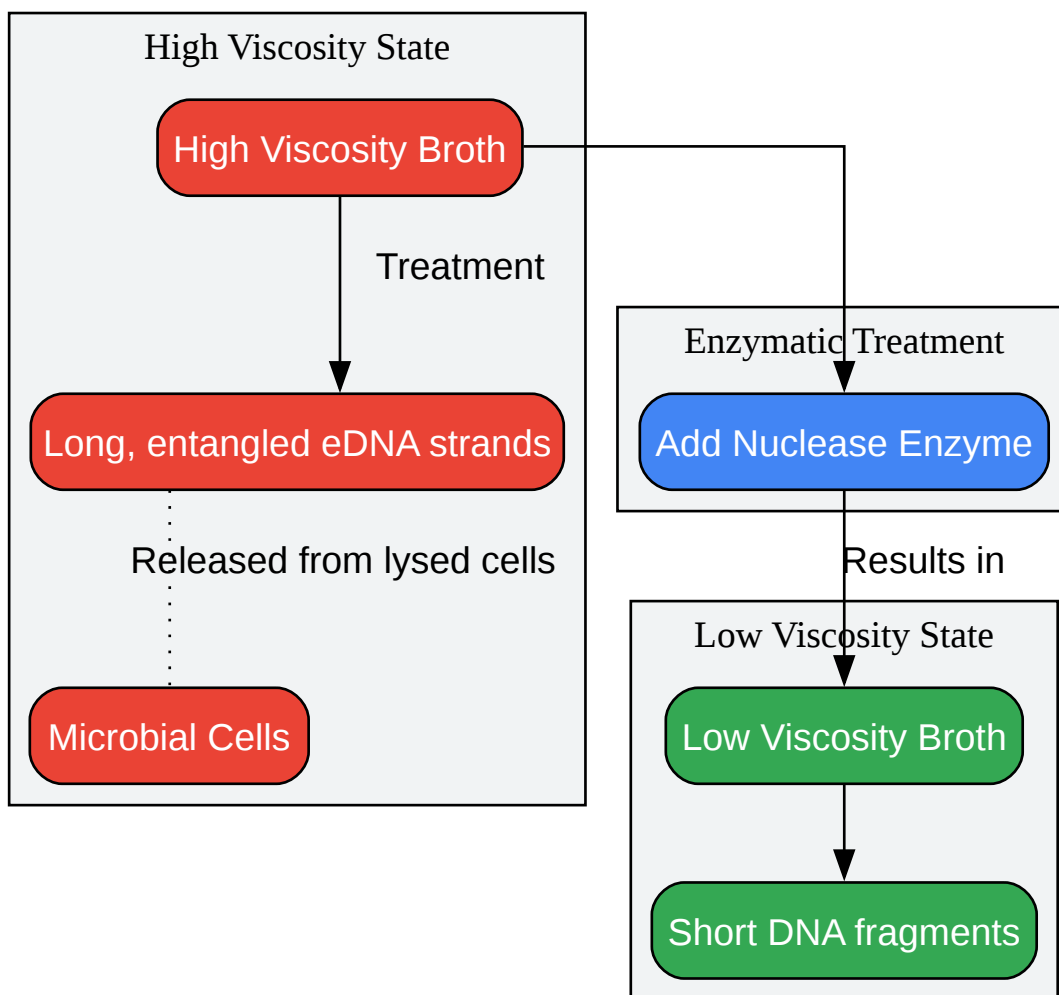 High Viscosity State
High Viscosity Broth
Treatment
Enzymatic Treatment
Long, entangled eDNA strands
Add Nuclease Enzyme
Released from lysed cells
Results in
Low Viscosity State
Microbial Cells
Low Viscosity Broth
Short DNA fragments